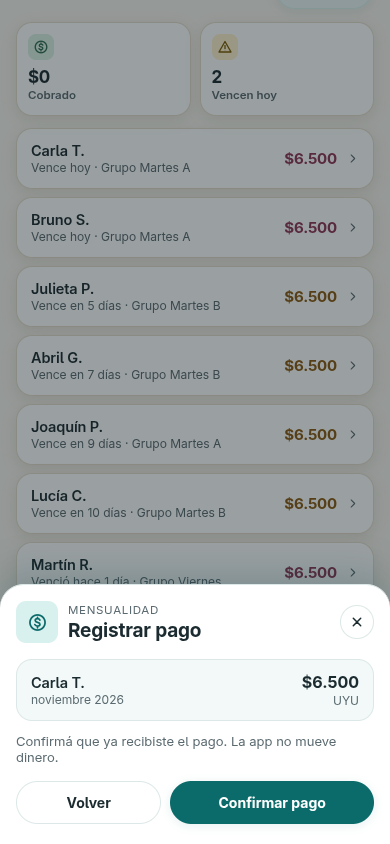 $0
Cobrado
2
Vencen hoy
Carla T.
Vence hoy · Grupo Martes A
$6.500
Bruno S.
Vence hoy · Grupo Martes A
$6.500
Julieta P.
Vence en 5 días · Grupo Martes B
$6.500
Abril G.
Vence en 7 días · Grupo Martes B
$6.500
Joaquín P.
Vence en 9 días · Grupo Martes A
$6.500
Lucía C.
Vence en 10 días · Grupo Martes B
$6.500
Martín R.
Venció hace 1 día · Grupo Viernes
$6.500
MENSUALIDAD
Registrar pago
Carla T.
noviembre 2026
$6.500
UYU
Confirmá que ya recibiste el pago. La app no mueve
dinero.
Volver
Confirmar pago